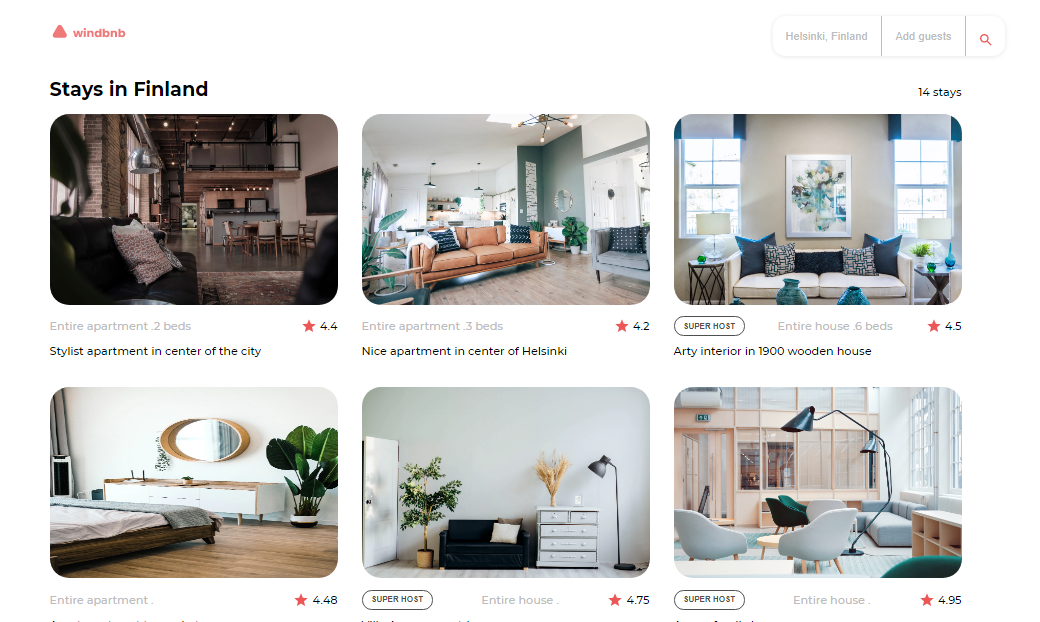 windbnb
Helsinki, Finland
Add guests
Stays in Finland
14 stays
Entire apartment .2 beds
4.4
Stylist apartment in center of the city
Entire apartment .3 beds
4.2
Nice apartment in center of Helsinki
SUPER HOST
Entire house .6 beds
4.5
Arty interior in 1900 wooden house
Entire apartment .
4.48
SUPER HOST
Entire house .
4.75
SUPER HOST
Entire house .
4.95